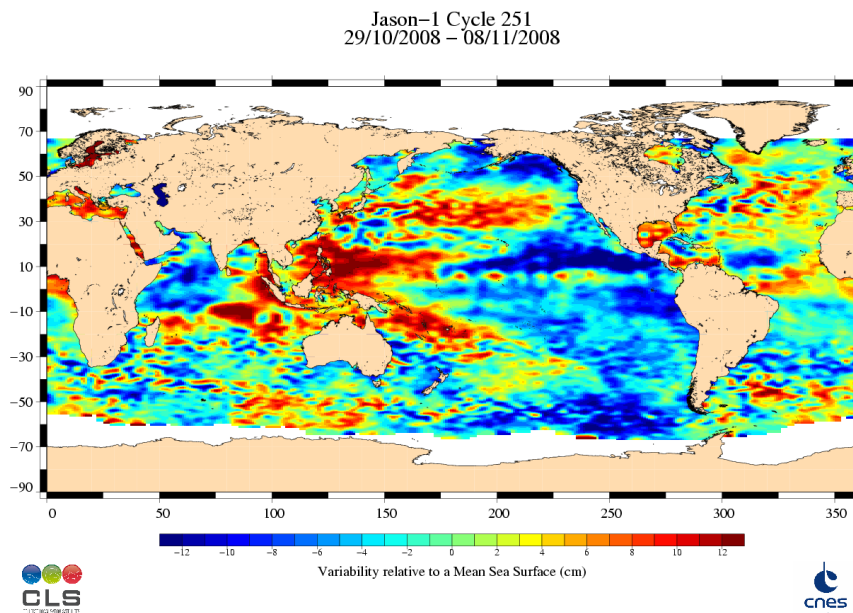 Jason−1 Cycle 251
29/10/2008 − 08/11/2008
90
70
50
30
10
−10
−30
−50
−70
−90
0 50 100 150 200 250 300 350
−12 −10 −8 −6 −4 −2 0 2 4 6 8 10 12
Variability relative to a Mean Sea Surface (cm)
CLS
cnes